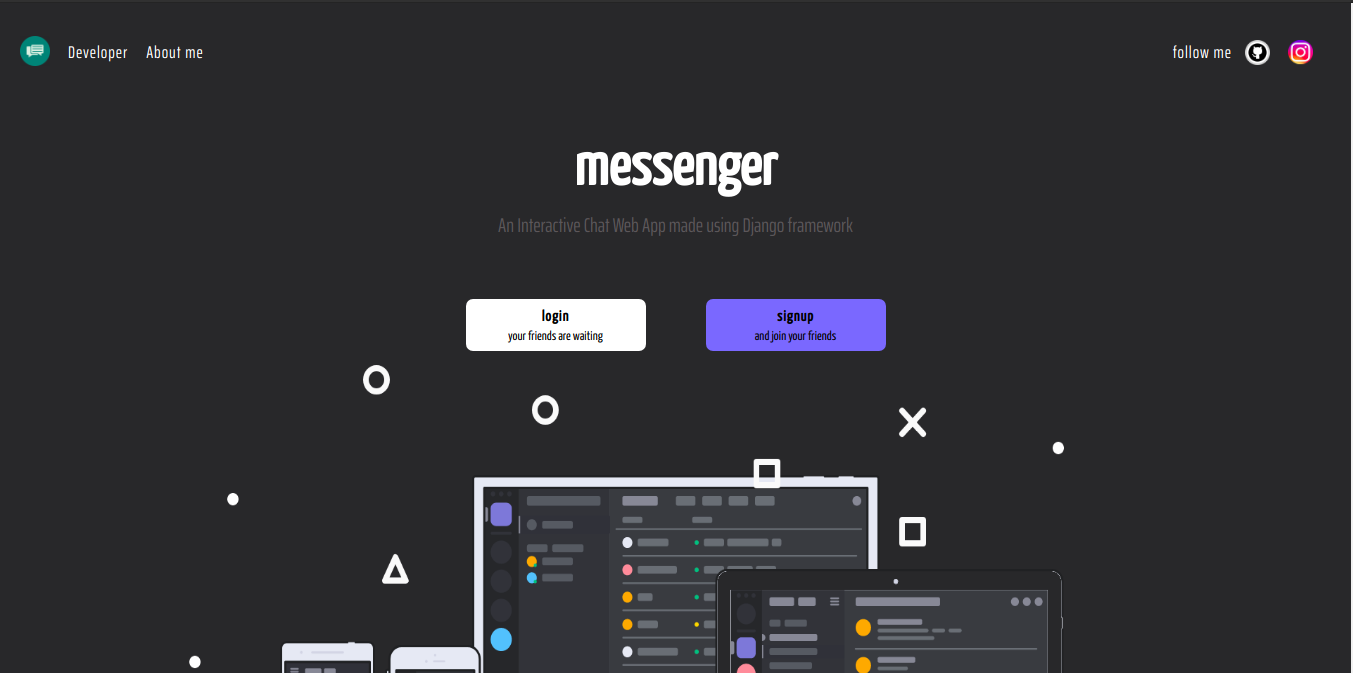 Developer About me
follow me
messenger
An Interactive Chat Web App made using Django framework
login
your friends are waiting
signup
and join your friends